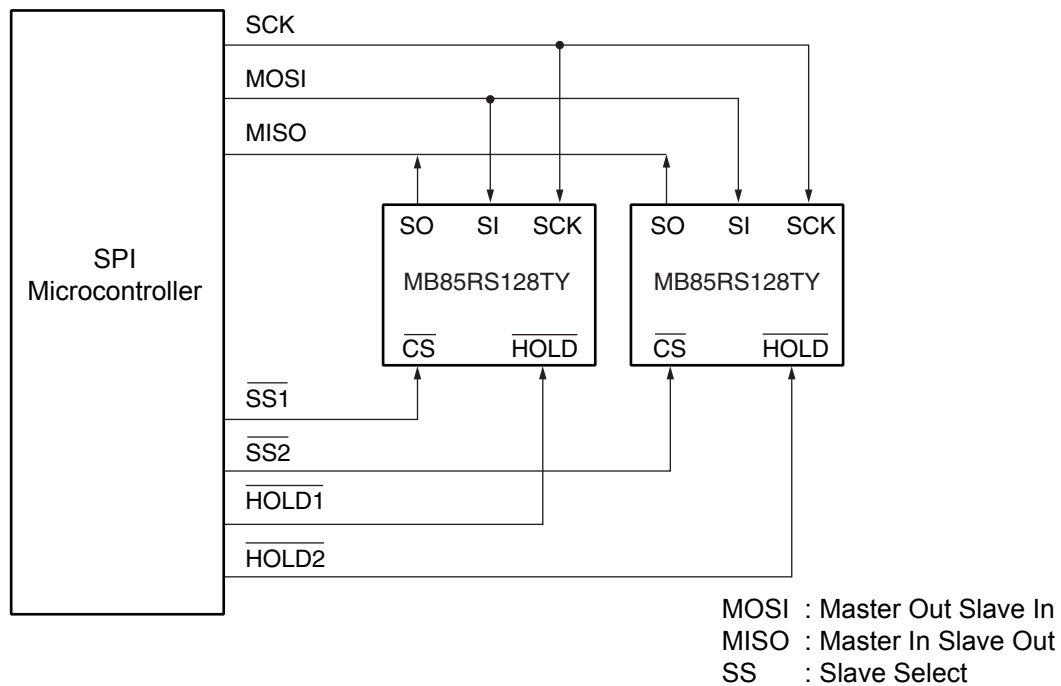 SCK
MOSI
MISO
SO SI SCK
MB85RS128TY
CS HOLD
SO SI SCK
MB85RS128TY
CS HOLD
SPI
Microcontroller
SS1
SS2
HOLD1
HOLD2
MOSI : Master Out Slave In
MISO : Master In Slave Out
SS : Slave Select